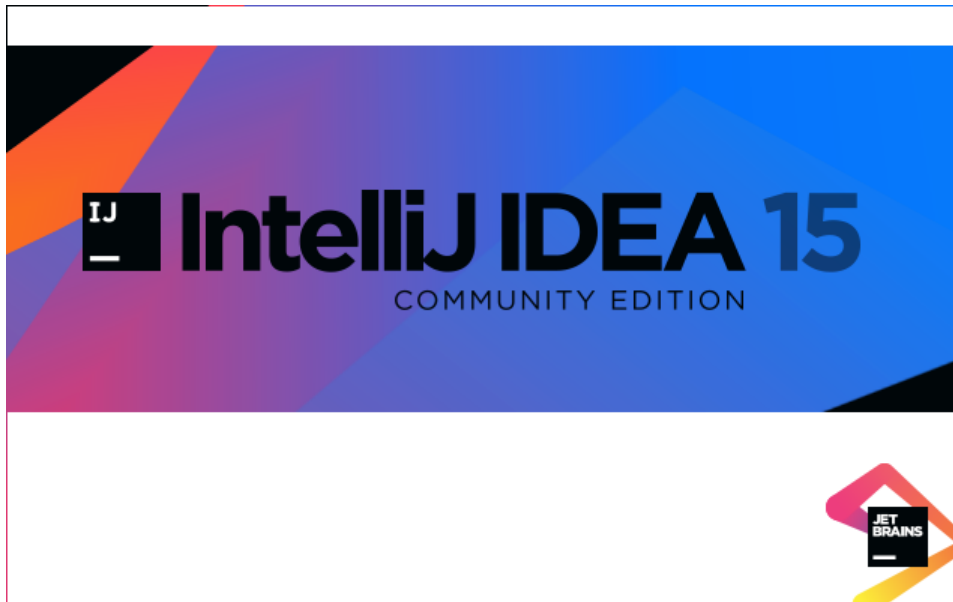 IJ
IntelliJ IDEA 15
COMMUNITY EDITION
JET
BRAINS